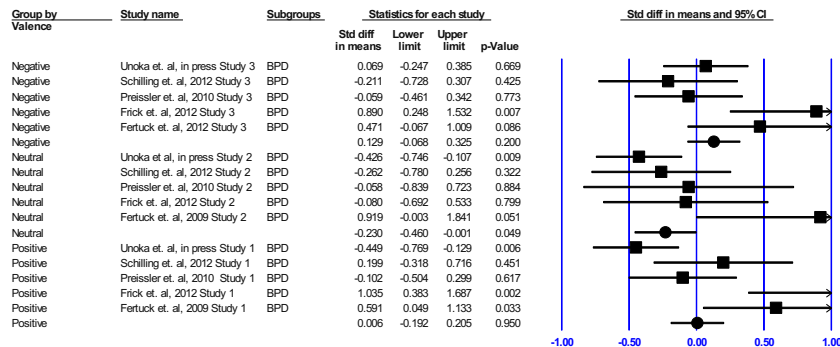 Group by Valence Study name Subgroups Statistics for each study Std diff in means and 95% CI
Std diff in means Lower limit Upper limit p-Value
Negative Unoka et. al, in press Study 3 BPD 0.069 -0.247 0.385 0.669
Negative Schilling et. al, 2012 Study 3 BPD -0.211 -0.728 0.307 0.425
Negative Preissler et. al, 2010 Study 3 BPD -0.059 -0.461 0.342 0.773
Negative Frick et. al, 2012 Study 3 BPD 0.890 0.248 1.532 0.007
Negative Fertuck et. al, 2012 Study 3 BPD 0.471 -0.067 1.009 0.086
Negative 0.129 -0.068 0.325 0.200
Neutral Unoka et. al, in press Study 2 BPD -0.426 -0.746 -0.107 0.009
Neutral Schilling et. al, 2012 Study 2 BPD -0.262 -0.780 0.256 0.322
Neutral Preissler et. al, 2010 Study 2 BPD -0.058 -0.839 0.723 0.884
Neutral Frick et. al, 2012 Study 2 BPD -0.080 -0.692 0.533 0.799
Neutral Fertuck et. al, 2009 Study 2 BPD 0.919 -0.003 1.841 0.051
Neutral -0.230 -0.460 -0.001 0.049
Positive Unoka et. al, in press Study 1 BPD -0.449 -0.769 -0.129 0.006
Positive Schilling et. al, 2012 Study 1 BPD 0.199 -0.318 0.716 0.451
Positive Preissler et. al, 2010 Study 1 BPD -0.102 -0.504 0.299 0.617
Positive Frick et. al, 2012 Study 1 BPD 1.035 0.383 1.687 0.002
Positive Fertuck et. al, 2009 Study 1 BPD 0.591 0.049 1.133 0.033
Positive 0.006 -0.192 0.205 0.950
-1.00 -0.50 0.00 0.50 1.00